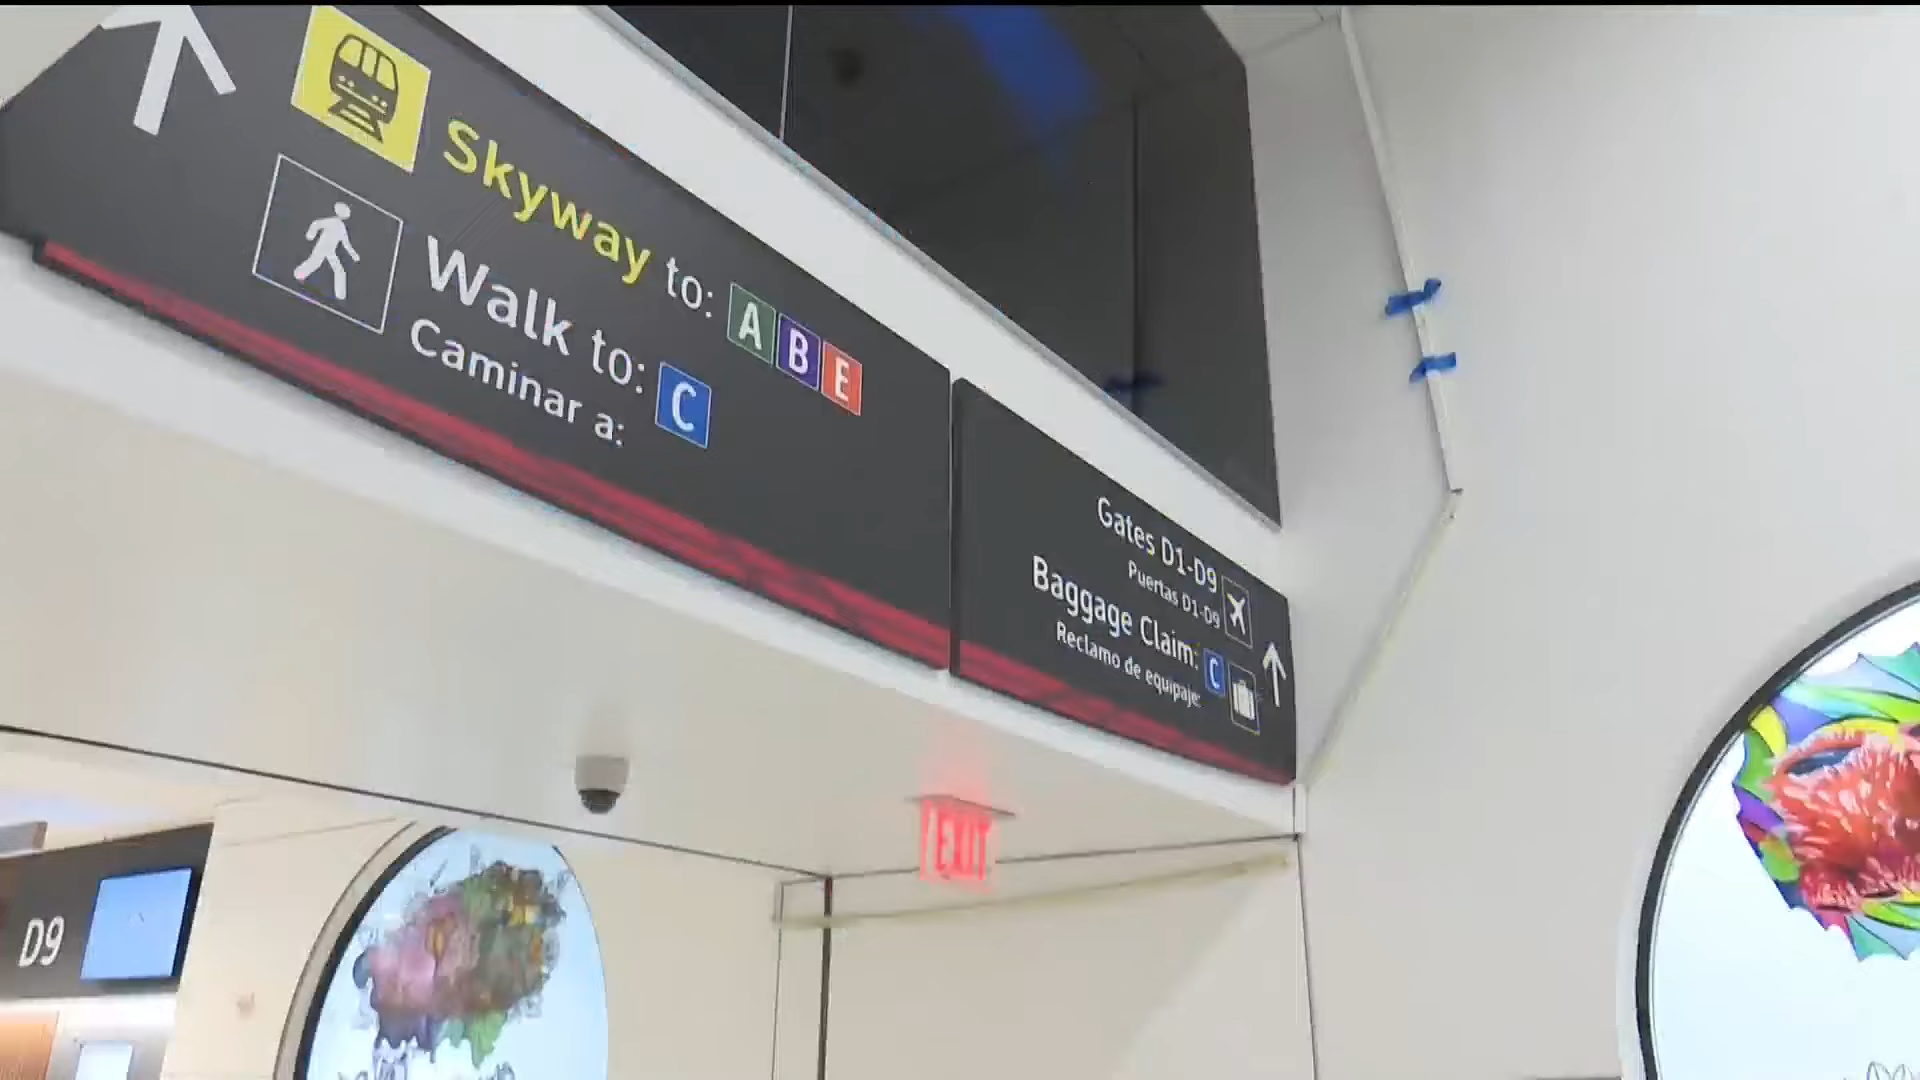 Skyway to: A B E
Walk to: C
Caminar a:
Gates D1-D9
Puertas D1-D9
Baggage Claim: C
Reclamo de equipaje:
EXIT
D9